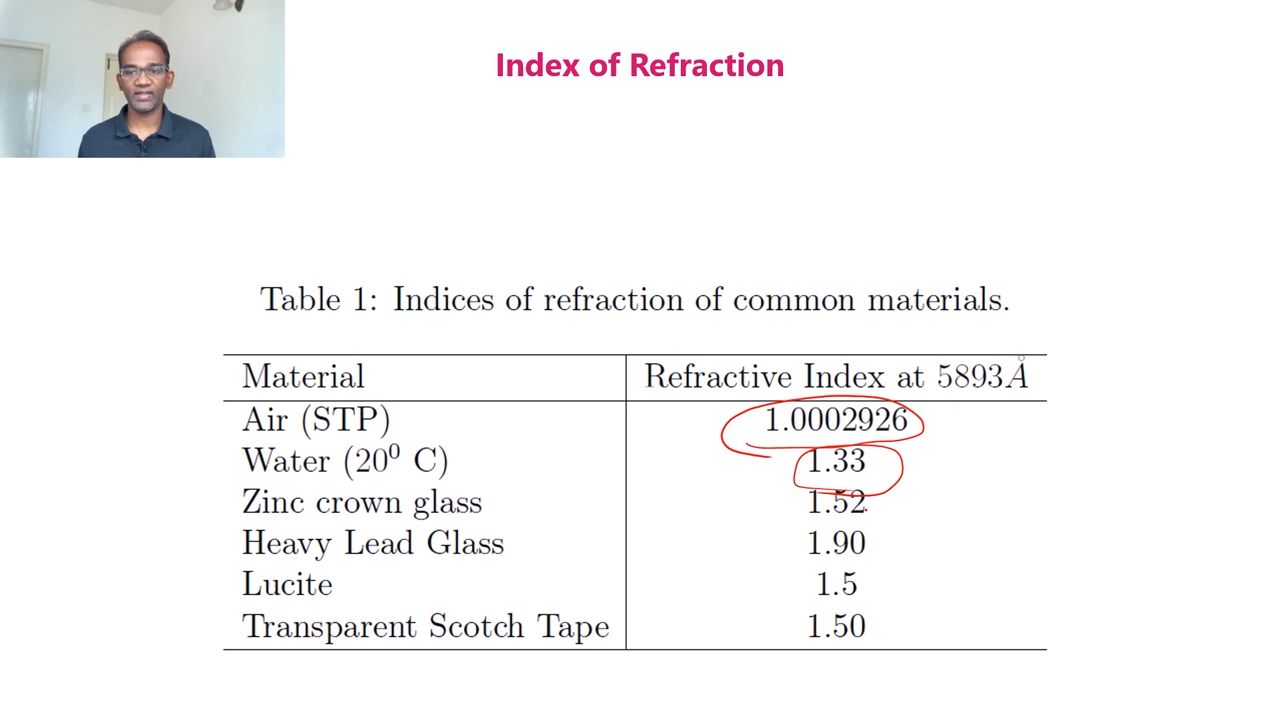 Index of Refraction
Table 1: Indices of refraction of common materials.
Material Refractive Index at 5893Å
Air (STP) 1.0002926
Water (20⁰ C) 1.33
Zinc crown glass 1.52
Heavy Lead Glass 1.90
Lucite 1.5
Transparent Scotch Tape 1.50